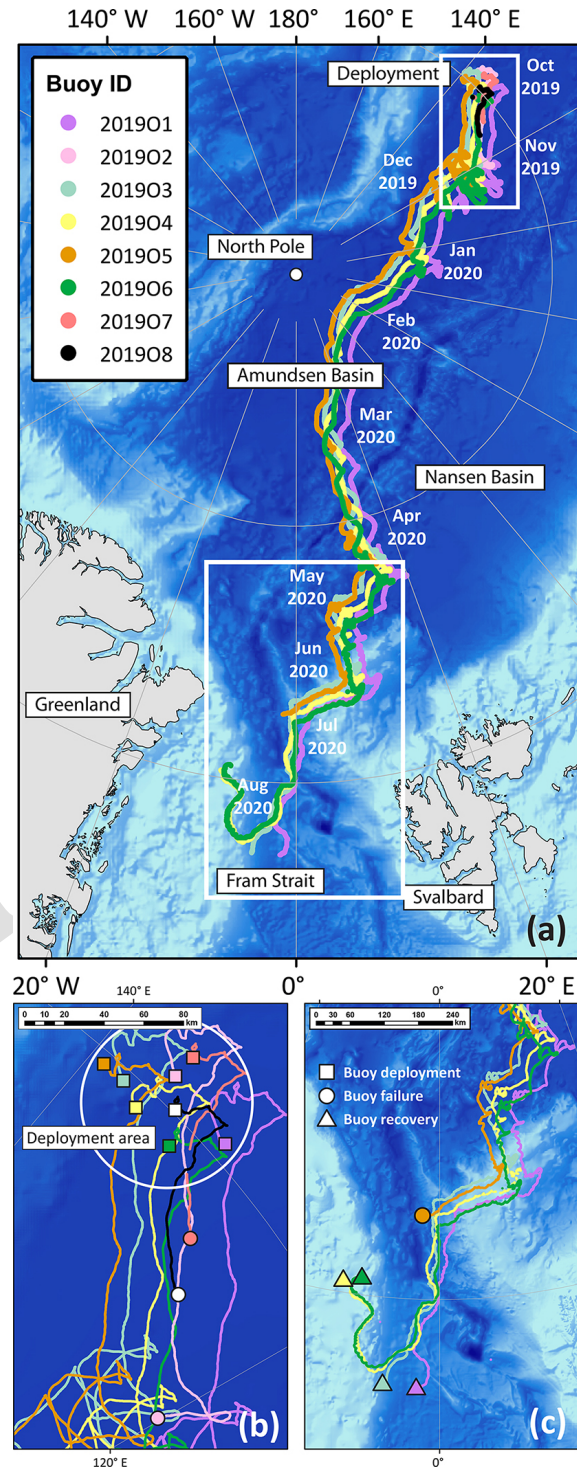 140° W 160° W 180° 160° E 140° E
Buoy ID
2019O1
2019O2
2019O3
2019O4
2019O5
2019O6
2019O7
2019O8
Deployment
Oct
2019
Nov
2019
Dec
2019
North Pole
Jan
2020
Feb
2020
Amundsen Basin
Mar
2020
Nansen Basin
Apr
2020
May
2020
Jun
2020
Greenland
Jul
2020
Aug
2020
Fram Strait
Svalbard
(a)
20° W 0° 20° E
140° E
0 10 20 40 60 80
KM
Deployment area
(b)
120° E
0°
0 30 60 120 180 240
KM
Buoy deployment
Buoy failure
Buoy recovery
(c)
0°